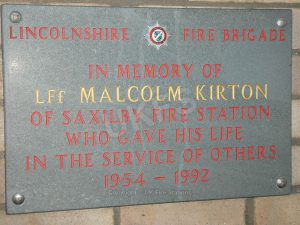 LINCOLNSHIRE FIRE BRIGADE
IN MEMORY OF
LFf MALCOLM KIRTON
OF SAXILBY FIRE STATION
WHO GAVE HIS LIFE
IN THE SERVICE OF OTHERS
1954 - 1992